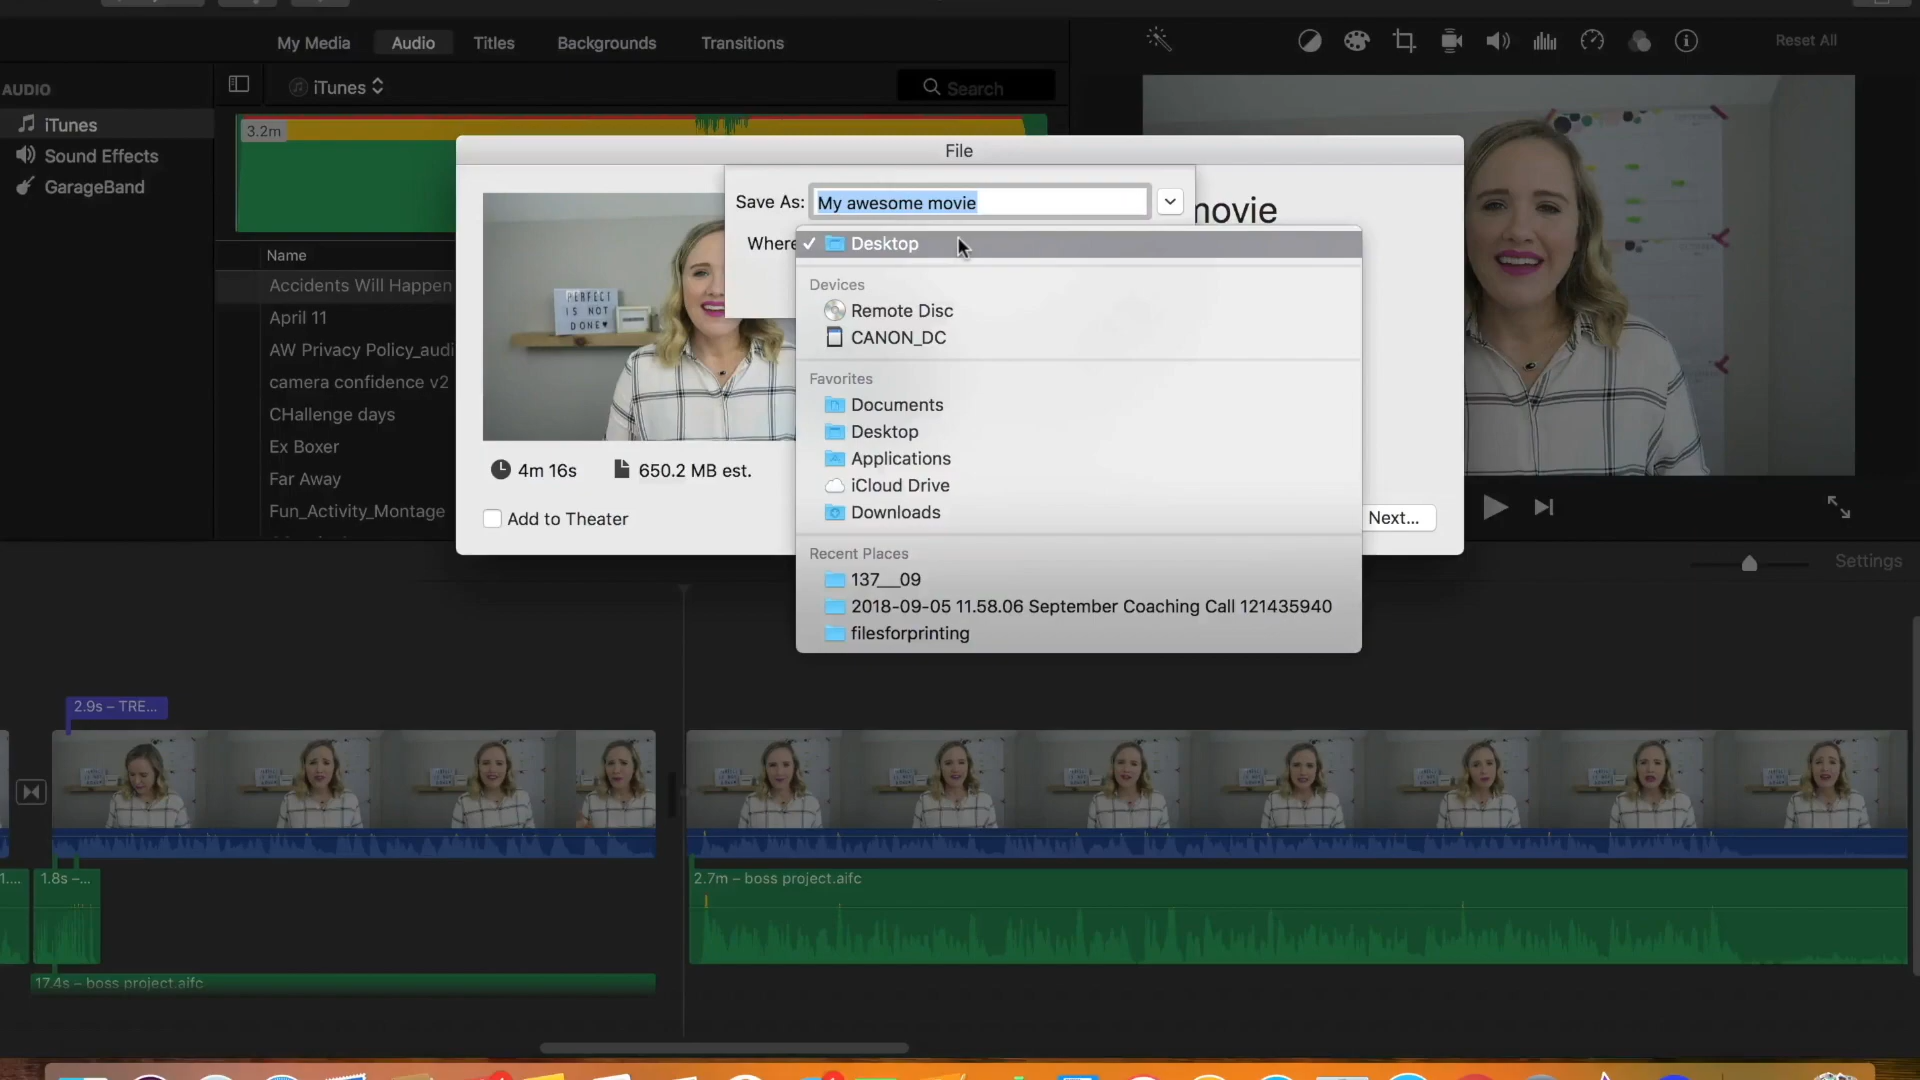 My Media
Audio
Titles
Backgrounds
Transitions
Reset All
AUDIO
iTunes
Search
iTunes
Sound Effects
GarageBand
3.2m
Name
Accidents Will Happen
April 11
AW Privacy Policy_audi
camera confidence v2
CHallenge days
Ex Boxer
Far Away
Fun_Activity_Montage
File
Save As: My awesome movie
movie
Where
Desktop
Devices
Remote Disc
CANON_DC
Favorites
Documents
Desktop
Applications
iCloud Drive
Downloads
Recent Places
137__09
2018-09-05 11.58.06 September Coaching Call 121435940
filesforprinting
PERFECT
IS NOT
DONE♥
4m 16s
650.2 MB est.
Add to Theater
Next...
Settings
2.9s – TRE...
1....
1.8s –...
2.7m – boss project.aifc
17.4s – boss project.aifc